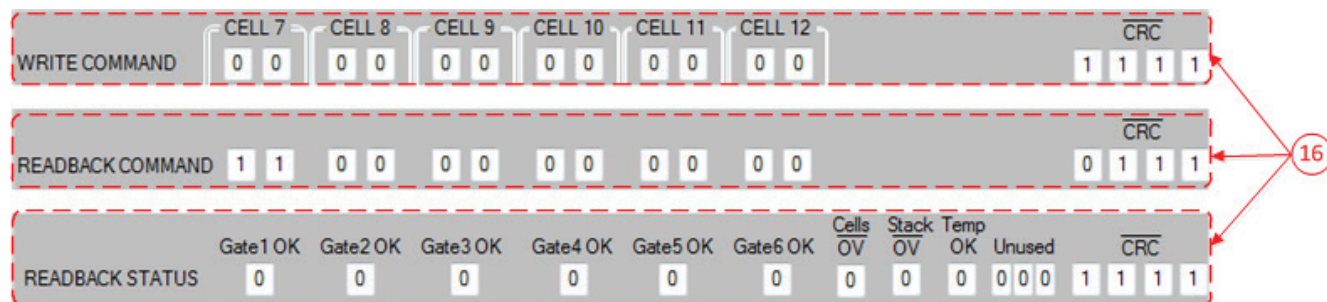 CELL 7 CELL 8 CELL 9 CELL 10 CELL 11 CELL 12 CRC
WRITE COMMAND 0 0 0 0 0 0 0 0 0 0 0 0 1 1 1 1
CRC
READBACK COMMAND 1 1 0 0 0 0 0 0 0 0 0 0 0 1 1 1
16
Cells Stack Temp
Gate1 OK Gate2 OK Gate3 OK Gate4 OK Gate5 OK Gate6 OK OV OV OK Unused CRC
READBACK STATUS 0 0 0 0 0 0 0 0 0 0 0 0 1 1 1 1